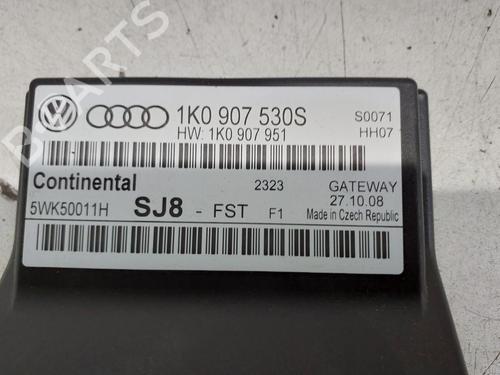 B-PARTS
1K0 907 530S S0071
HW: 1K0 907 951 HH07
Continental 2323 GATEWAY
27.10.08
5WK50011H SJ8 - FST F1 Made in Czech Republic